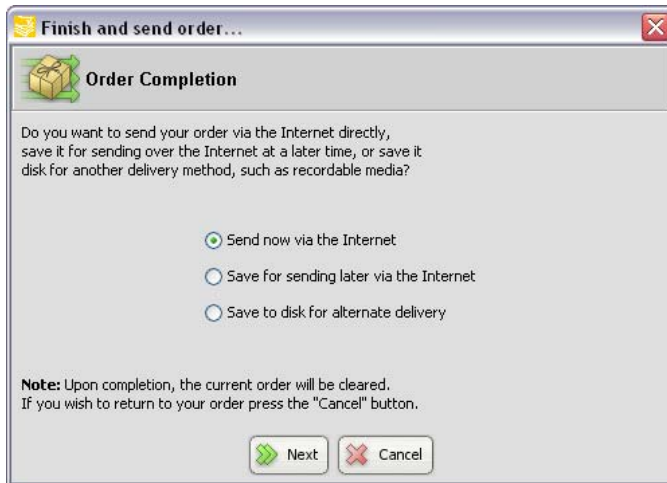 Finish and send order...
Order Completion
Do you want to send your order via the Internet directly,
save it for sending over the Internet at a later time, or save it
disk for another delivery method, such as recordable media?
Send now via the Internet
Save for sending later via the Internet
Save to disk for alternate delivery
Note: Upon completion, the current order will be cleared.
If you wish to return to your order press the "Cancel" button.
Next
Cancel